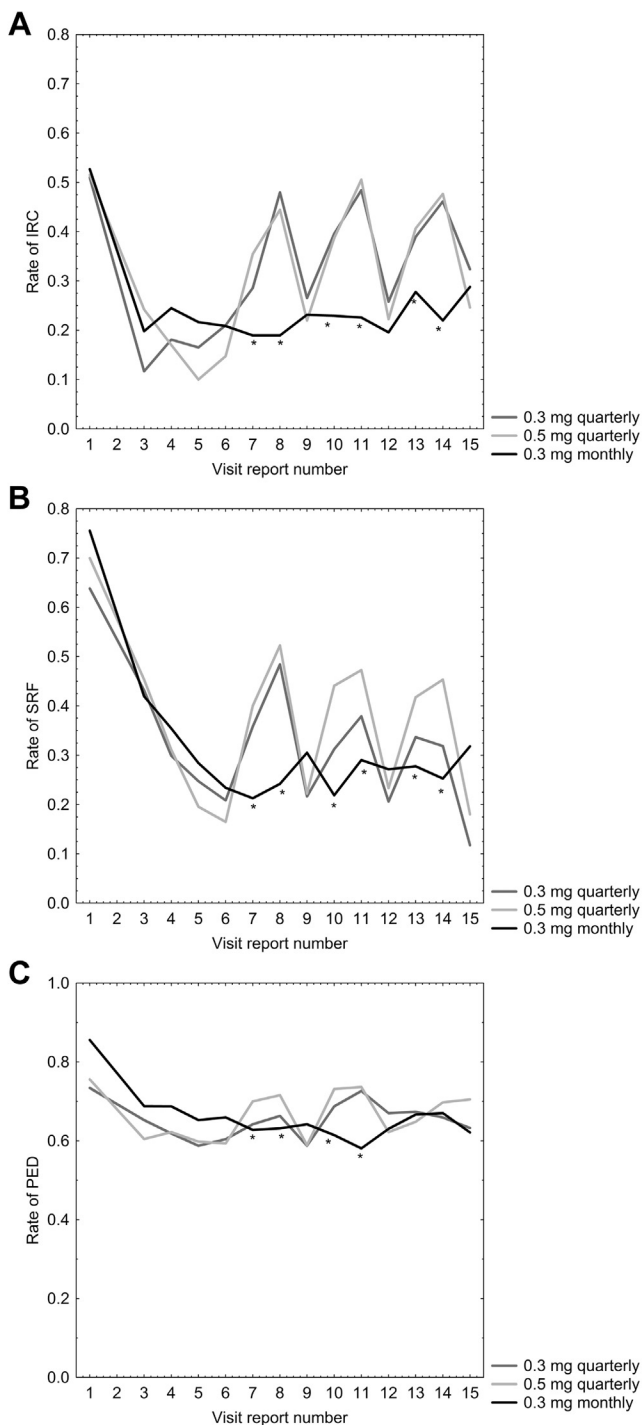 A
0.8
0.7
0.6
0.5
0.4
0.3
0.2
0.1
0.0
Rate of IRC
* * * * * *
1 2 3 4 5 6 7 8 9 10 11 12 13 14 15
Visit report number
0.3 mg quarterly
0.5 mg quarterly
0.3 mg monthly
B
0.8
0.7
0.6
0.5
0.4
0.3
0.2
0.1
0.0
Rate of SRF
* * * * * *
1 2 3 4 5 6 7 8 9 10 11 12 13 14 15
Visit report number
0.3 mg quarterly
0.5 mg quarterly
0.3 mg monthly
C
1.0
0.8
0.6
0.4
0.2
0.0
Rate of PED
* * * *
1 2 3 4 5 6 7 8 9 10 11 12 13 14 15
Visit report number
0.3 mg quarterly
0.5 mg quarterly
0.3 mg monthly